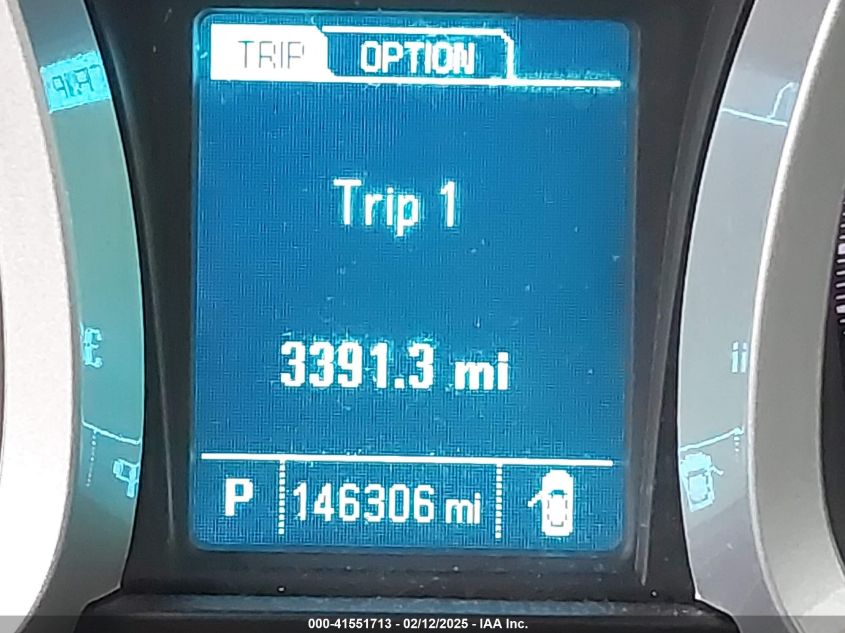 TRIP OPTION
Trip 1
3391.3 mi
P 146306 mi
000-41551713 - 02/12/2025 - IAA Inc.